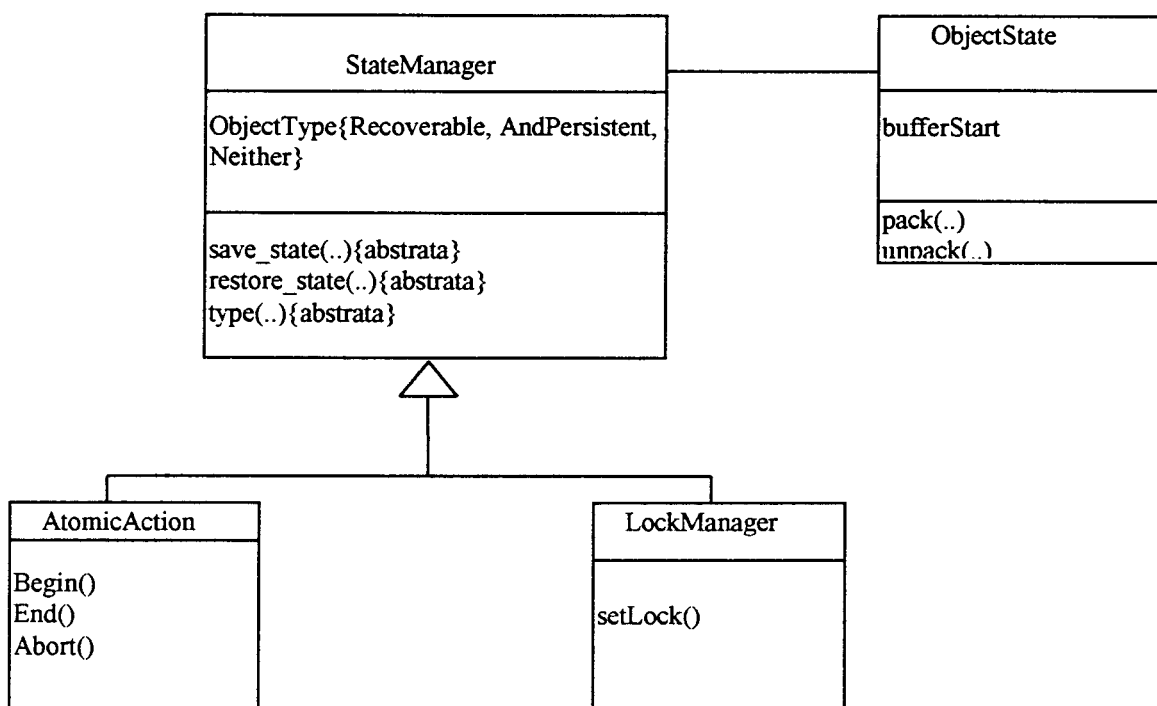 StateManager
ObjectType{Recoverable, AndPersistent,
Neither}
save_state(..){abstrata}
restore_state(..){abstrata}
type(..){abstrata}
ObjectState
bufferStart
pack(..)
unpack(..)
AtomicAction
Begin()
End()
Abort()
LockManager
setLock()